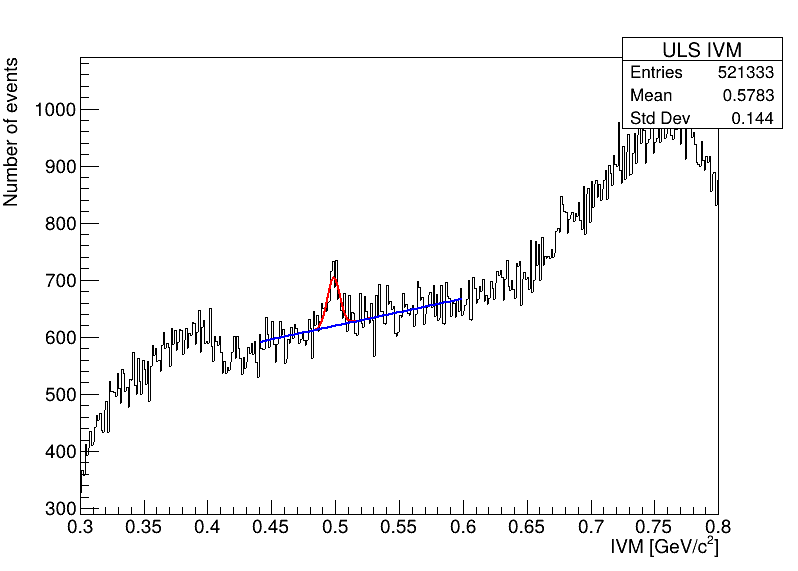 ULS IVM
Entries 521333
Mean 0.5783
Std Dev 0.144
Number of events
1000
900
800
700
600
500
400
300
0.3 0.35 0.4 0.45 0.5 0.55 0.6 0.65 0.7 0.75 0.8
IVM [GeV/c²]